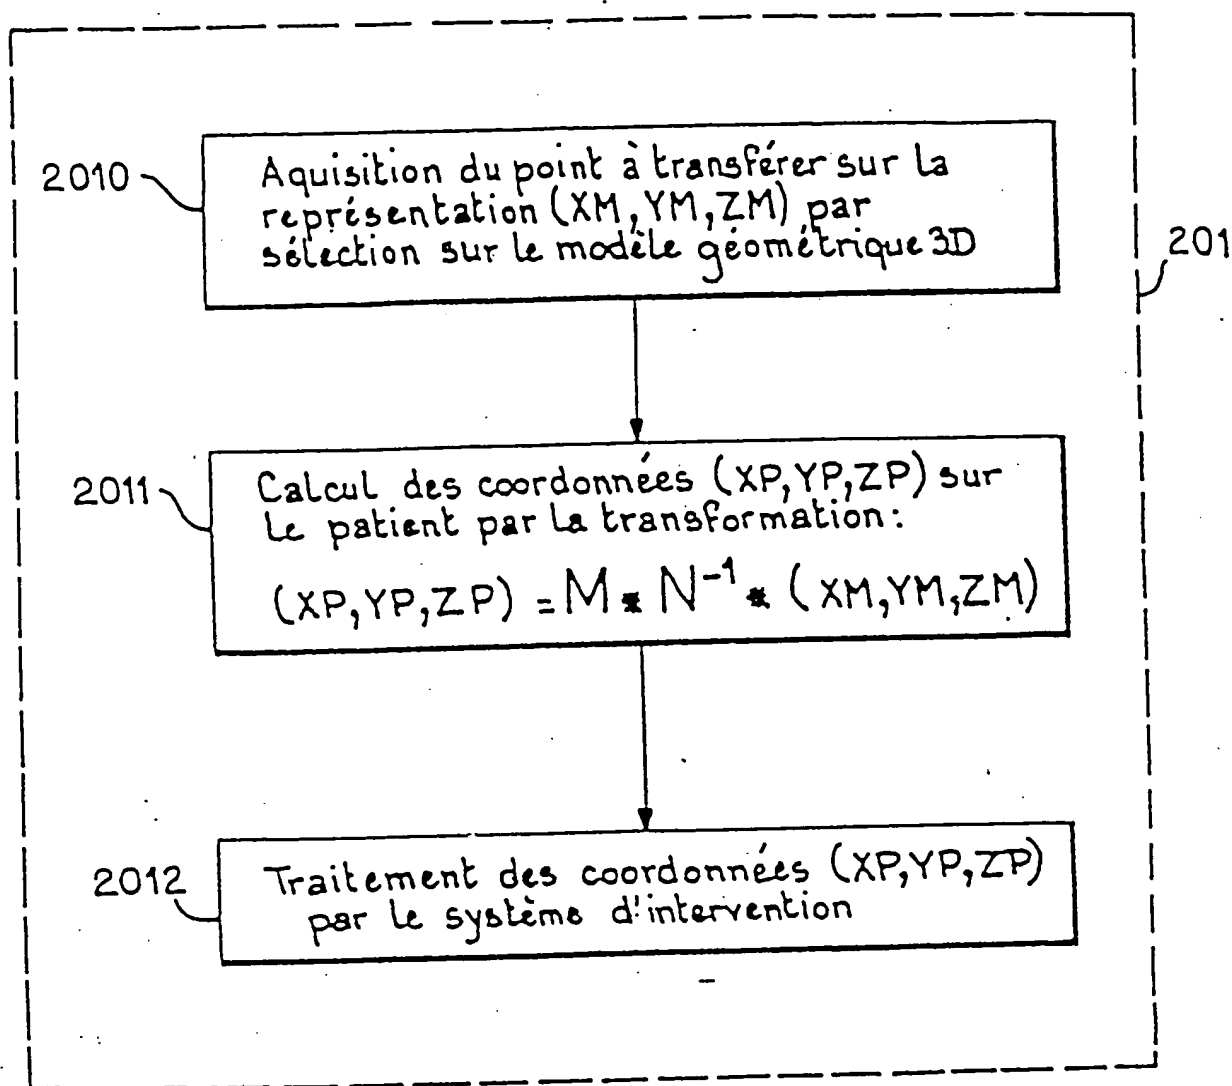 2010
Aquisition du point à transférer sur la
représentation (XM, YM, ZM) par
sélection sur le modèle géométrique 3D
201
2011
Calcul des coordonnées (XP, YP, ZP) sur
le patient par la transformation:
(XP, YP, ZP) = M * N⁻¹ * (XM, YM, ZM)
2012
Traitement des coordonnées (XP, YP, ZP)
par le système d'intervention